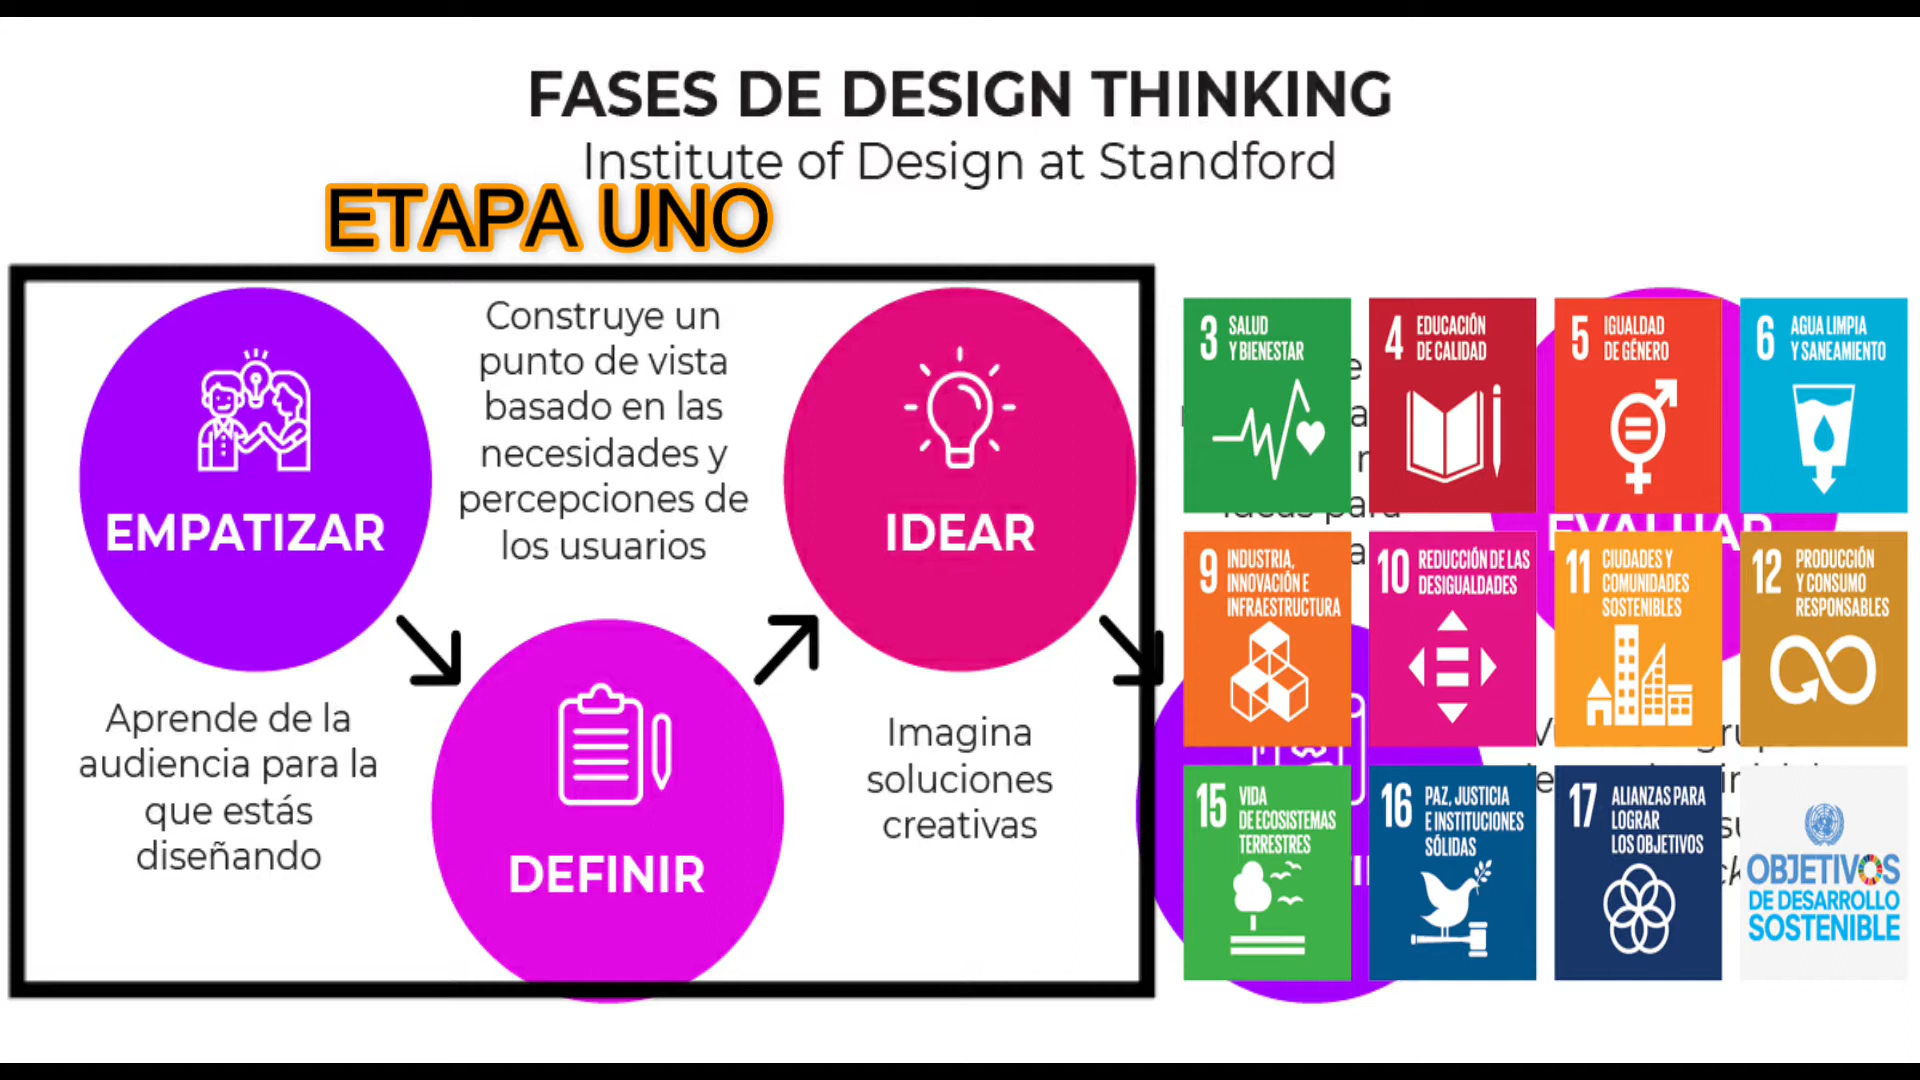 FASES DE DESIGN THINKING
Institute of Design at Standford
ETAPA UNO
EMPATIZAR
Aprende de la
audiencia para la
que estás
diseñando
Construye un
punto de vista
basado en las
necesidades y
percepciones de
los usuarios
DEFINIR
IDEAR
Imagina
soluciones
creativas
ideas para
EVALUAR
3 SALUD
Y BIENESTAR
4 EDUCACIÓN
DE CALIDAD
5 IGUALDAD
DE GÉNERO
6 AGUA LIMPIA
Y SANEAMIENTO
9 INDUSTRIA,
INNOVACIÓN E
INFRAESTRUCTURA
10 REDUCCIÓN DE LAS
DESIGUALDADES
11 CIUDADES Y
COMUNIDADES
SOSTENIBLES
12 PRODUCCIÓN
Y CONSUMO
RESPONSABLES
15 VIDA
DE ECOSISTEMAS
TERRESTRES
16 PAZ, JUSTICIA
E INSTITUCIONES
SÓLIDAS
17 ALIANZAS PARA
LOGRAR
LOS OBJETIVOS
OBJETIVOS
DE DESARROLLO
SOSTENIBLE